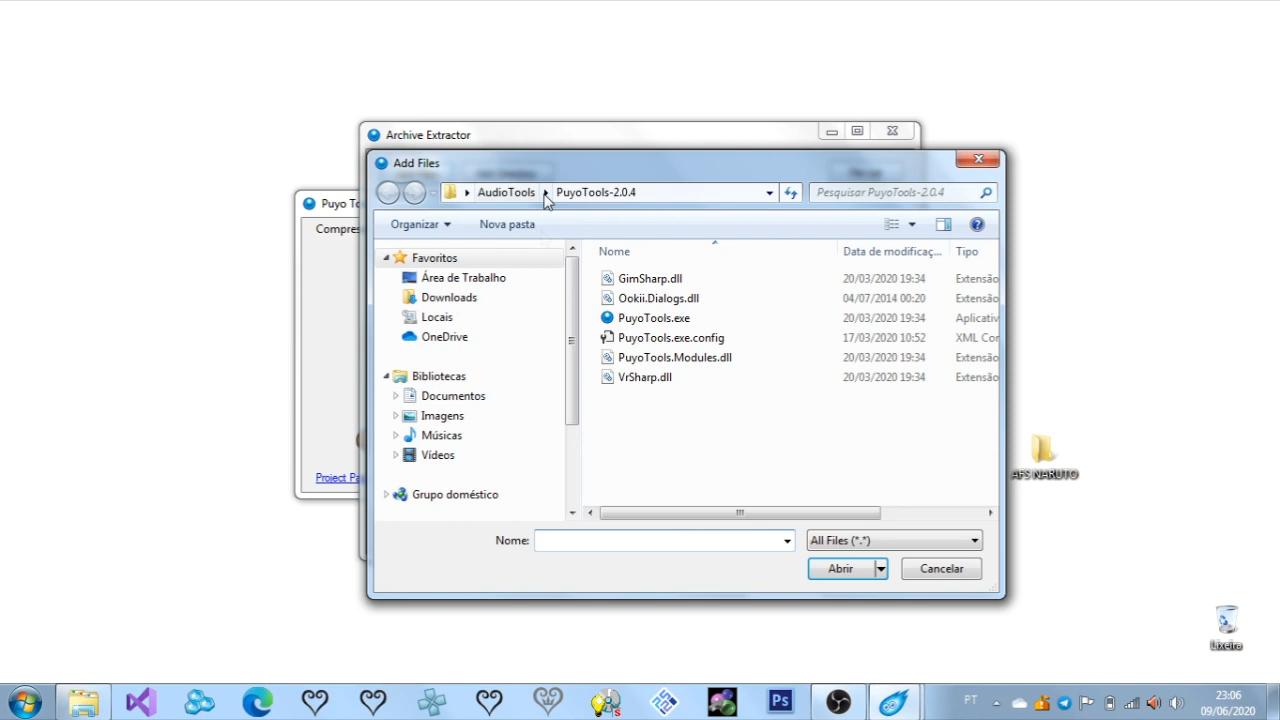 Archive Extractor
Add Files
AudioTools
PuyoTools-2.0.4
Pesquisar PuyoTools-2.0.4
Puyo To
Compres
Organizar
Nova pasta
Nome
Data de modificaç...
Tipo
Favoritos
Área de Trabalho
Downloads
Locais
OneDrive
Bibliotecas
Documentos
Imagens
Músicas
Vídeos
Grupo doméstico
GimSharp.dll 20/03/2020 19:34 Extensão
Ookii.Dialogs.dll 04/07/2014 00:20 Extensão
PuyoTools.exe 20/03/2020 19:34 Aplicativ
PuyoTools.exe.config 17/03/2020 10:52 XML Con
PuyoTools.Modules.dll 20/03/2020 19:34 Extensão
VrSharp.dll 20/03/2020 19:34 Extensão
Project Pa
AFS NARUTO
Nome:
All Files (*.*)
Abrir
Cancelar
Lixeira
Ps
PT
23:06
09/06/2020